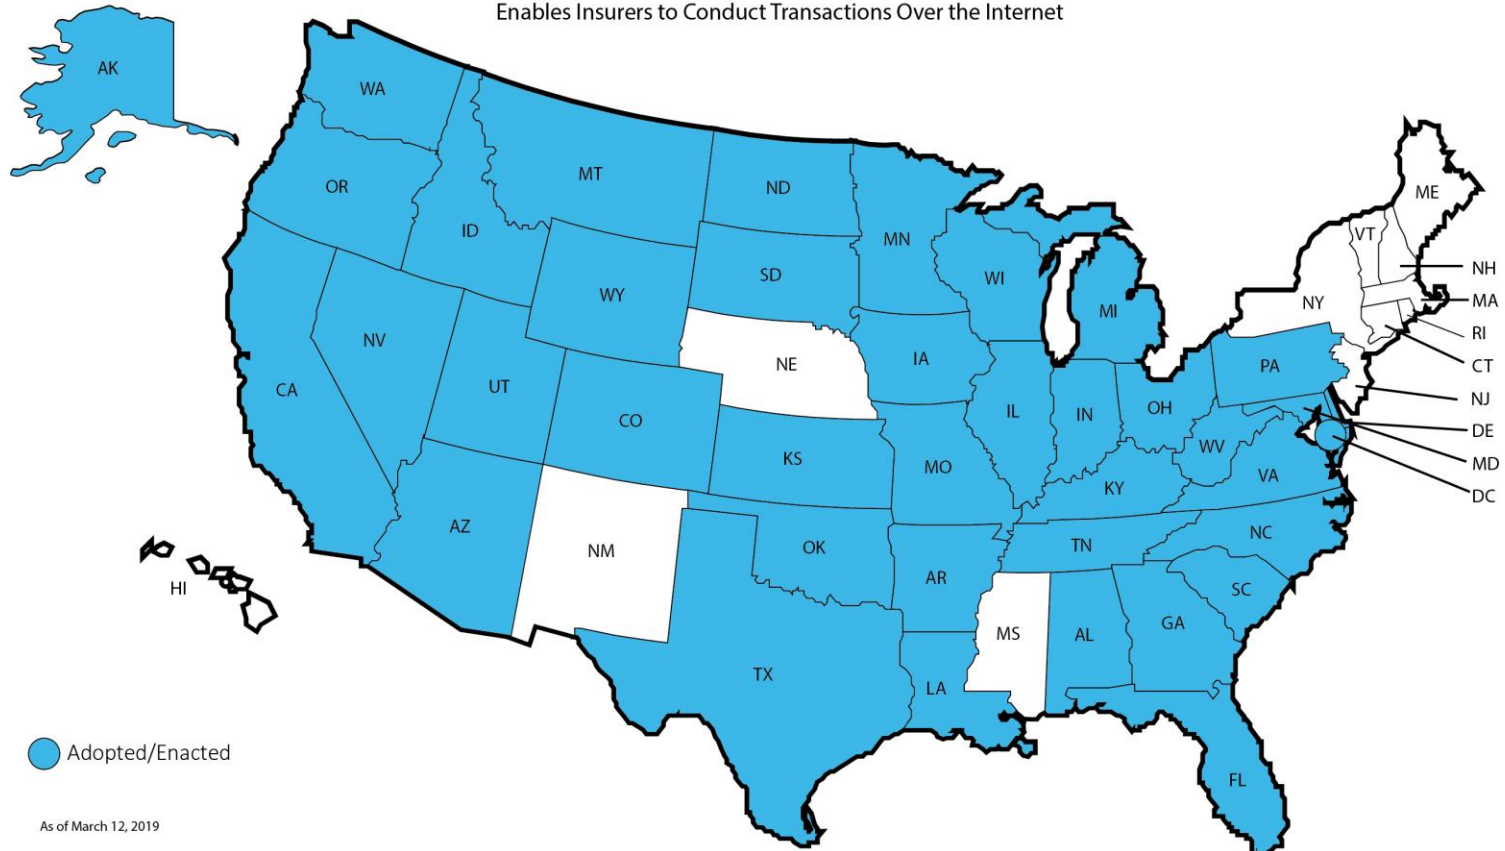 Enables Insurers to Conduct Transactions Over the Internet
AK
WA
MT
ND
OR
ID
MN
ME
VT
SD
WI
NH
WY
MI
NY
MA
RI
NV
NE
IA
PA
CT
UT
CA
OH
NJ
CO
IL
IN
DE
WV
KS
MO
MD
VA
KY
DC
AZ
NC
NM
OK
TN
AR
HI
SC
GA
MS
AL
TX
LA
Adopted/Enacted
FL
As of March 12, 2019